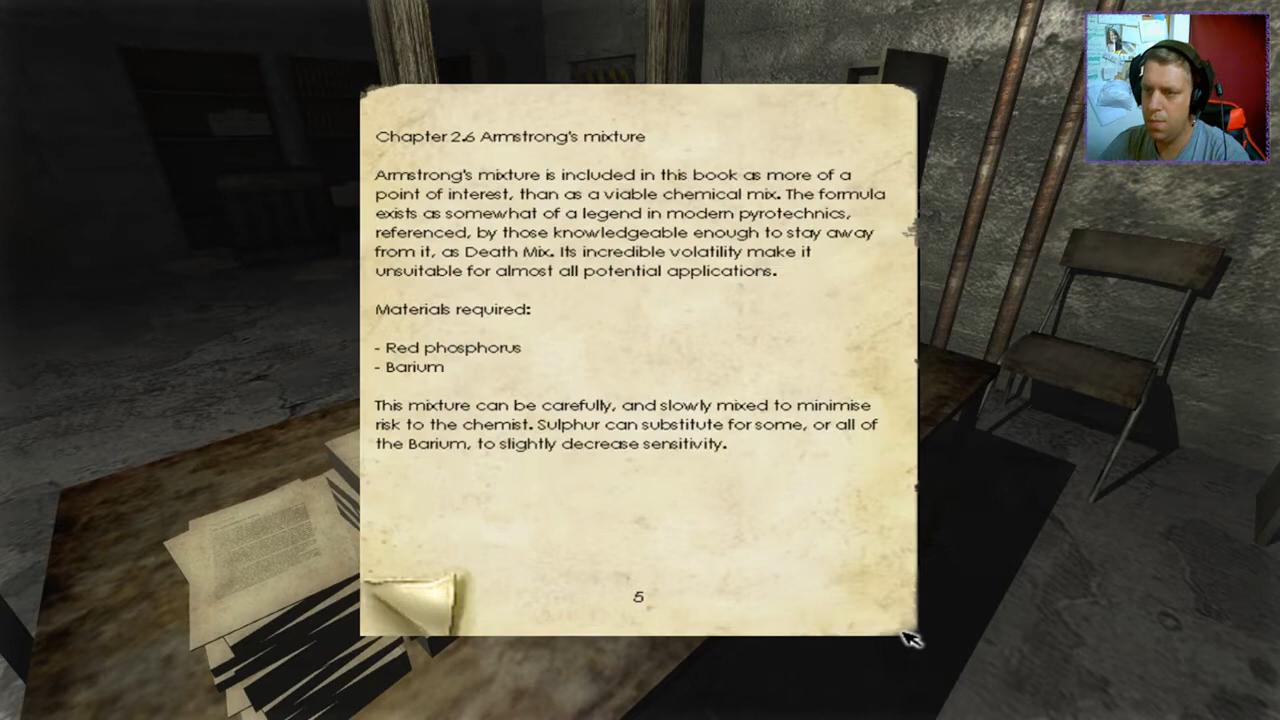 Chapter 2.6 Armstrong's mixture
Armstrong's mixture is included in this book as more of a
point of interest, than as a viable chemical mix. The formula
exists as somewhat of a legend in modern pyrotechnics,
referenced, by those knowledgeable enough to stay away
from it, as Death Mix. Its incredible volatility make it
unsuitable for almost all potential applications.
Materials required:
- Red phosphorus
- Barium
This mixture can be carefully, and slowly mixed to minimise
risk to the chemist. Sulphur can substitute for some, or all of
the Barium, to slightly decrease sensitivity.
5